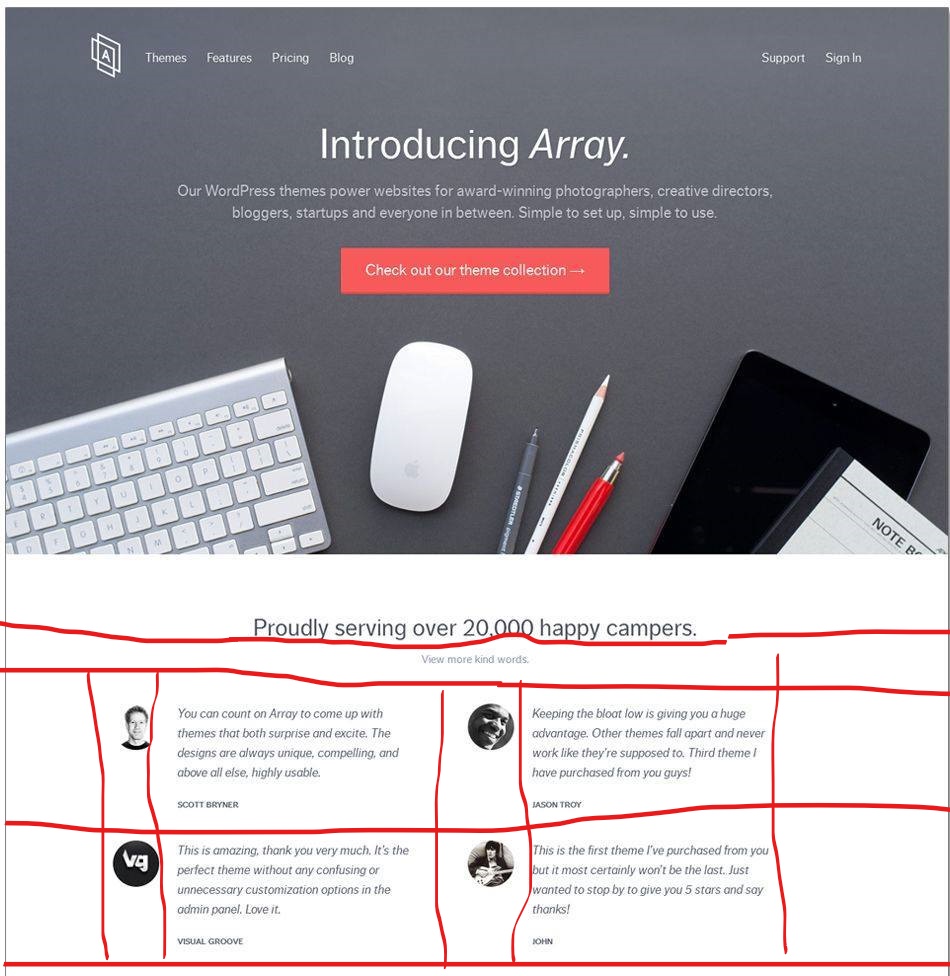 A
Themes Features Pricing Blog Support Sign In
Introducing Array.
Our WordPress themes power websites for award-winning photographers, creative directors,
bloggers, startups and everyone in between. Simple to set up, simple to use.
Check out our theme collection →
STAEDTLER
PRISMACOLOR
NOTE BO
Proudly serving over 20,000 happy campers.
View more kind words.
You can count on Array to come up with
themes that both surprise and excite. The
designs are always unique, compelling, and
above all else, highly usable.
SCOTT BRYNER
Keeping the bloat low is giving you a huge
advantage. Other themes fall apart and never
work like they're supposed to. Third theme I
have purchased from you guys!
JASON TROY
vg
This is amazing, thank you very much. It's the
perfect theme without any confusing or
unnecessary customization options in the
admin panel. Love it.
VISUAL GROOVE
This is the first theme I've purchased from you
but it most certainly won't be the last. Just
wanted to stop by to give you 5 stars and say
thanks!
JOHN